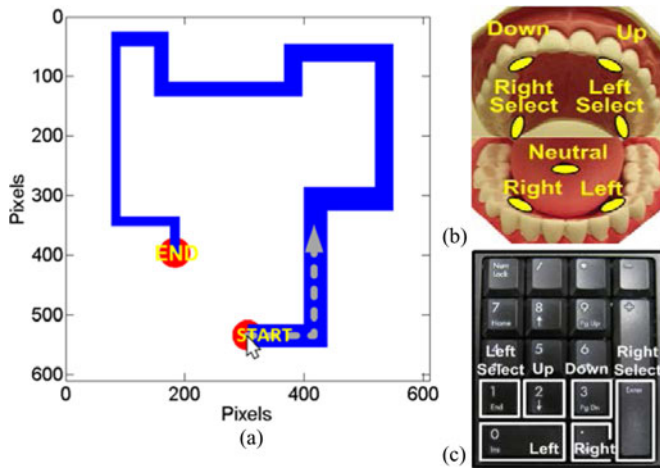 0
100
200
300
400
500
600
Pixels
0 200 400 600
Pixels
END
START
(a)
Down Up
Right Left
Select Select
Neutral
Right Left
(b)
Num
Lock / * -
7 8 9 +
Home ↑ Pg Up
4 5 6
Left Up Down Right
Select Select
1 2 3 Enter
End ↓ Pg Dn
0 .
Ins Left Right
(c)